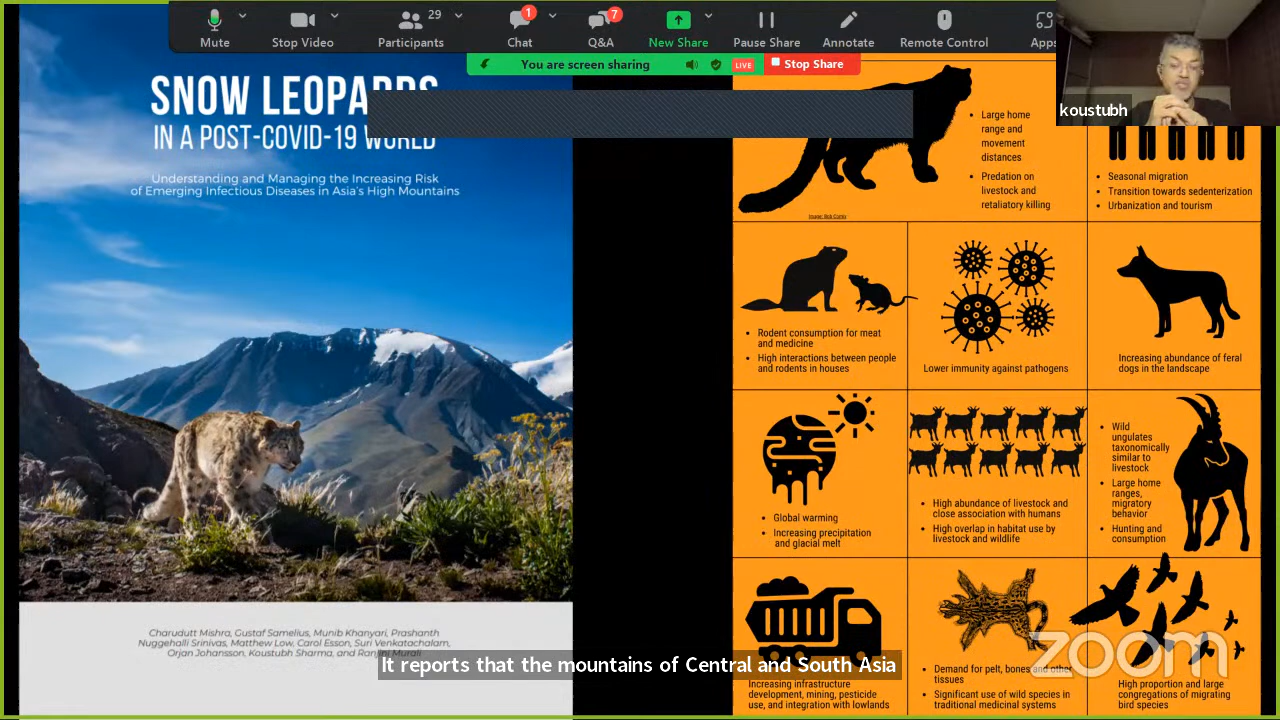 Mute
Stop Video
Participants
29
Chat
1
Q&A
7
New Share
Pause Share
Annotate
Remote Control
Apps
You are screen sharing
LIVE
Stop Share
koustubh
SNOW LEOPARDS
IN A POST-COVID-19 WORLD
Understanding and Managing the Increasing Risk
of Emerging Infectious Diseases in Asia's High Mountains
Charudutt Mishra, Gustaf Samelius, Munib Khanyari, Prashanth
Nuggehalli Srinivas, Matthew Low, Carol Esson, Suri Venkatachalam,
Orjan Johansson, Koustubh Sharma, and Ranjini Murali
• Large home
range and
movement
distances
• Predation on
livestock and
retaliatory killing
• Seasonal migration
• Transition towards sedenterization
• Urbanization and tourism
• Rodent consumption for meat
and medicine
• High interactions between people
and rodents in houses
Lower immunity against pathogens
Increasing abundance of feral
dogs in the landscape
• Global warming
• Increasing precipitation
and glacial melt
• High abundance of livestock and
close association with humans
• High overlap in habitat use by
livestock and wildlife
• Wild
ungulates
taxonomically
similar to
livestock
• Large home
ranges,
migratory
behavior
• Hunting and
consumption
Increasing infrastructure
development, mining, pesticide
use, and integration with lowlands
• Demand for pelt, bones and other
tissues
• Significant use of wild species in
traditional medicinal systems
High proportion and large
congregations of migrating
bird species
zoom
It reports that the mountains of Central and South Asia